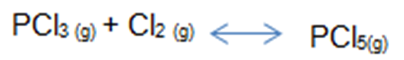 PCl₃ (g) + Cl₂ (g) ⟷ PCl₅(g)